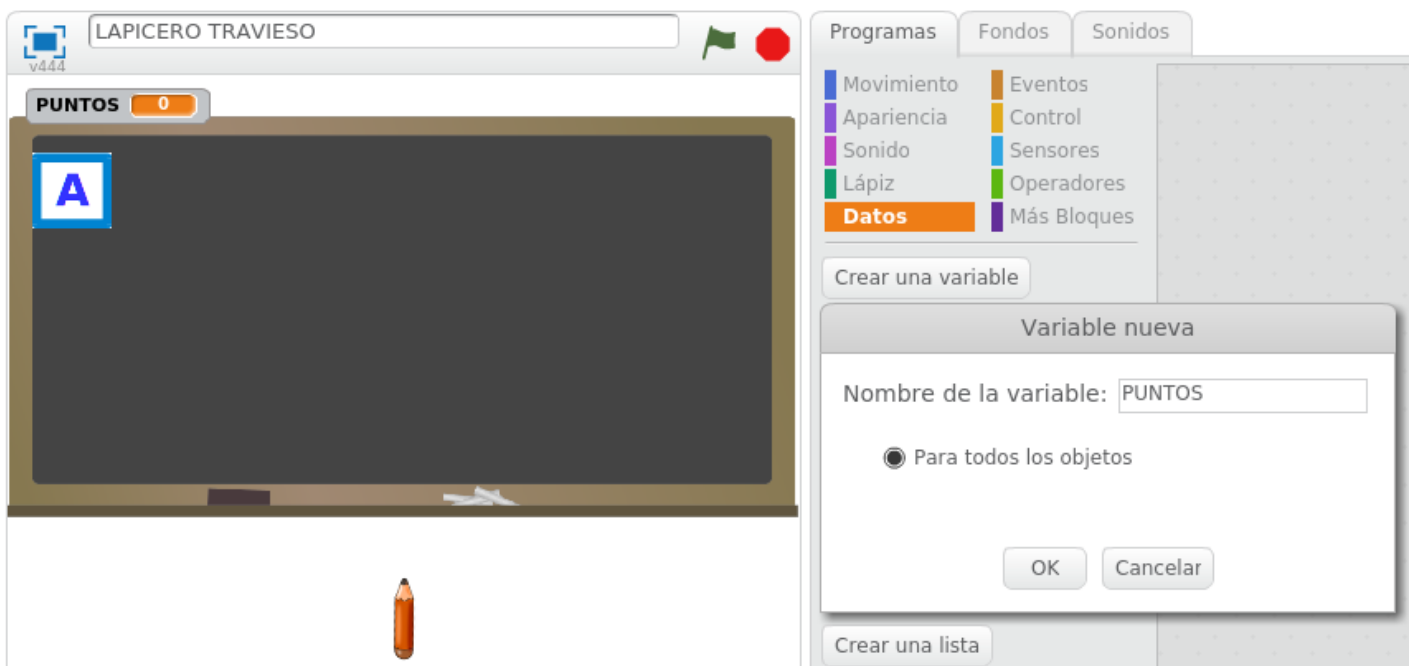 LAPICERO TRAVIESO
v444
PUNTOS 0
A
Programas Fondos Sonidos
Movimiento Eventos
Apariencia Control
Sonido Sensores
Lápiz Operadores
Datos Más Bloques
Crear una variable
Variable nueva
Nombre de la variable: PUNTOS
Para todos los objetos
OK Cancelar
Crear una lista